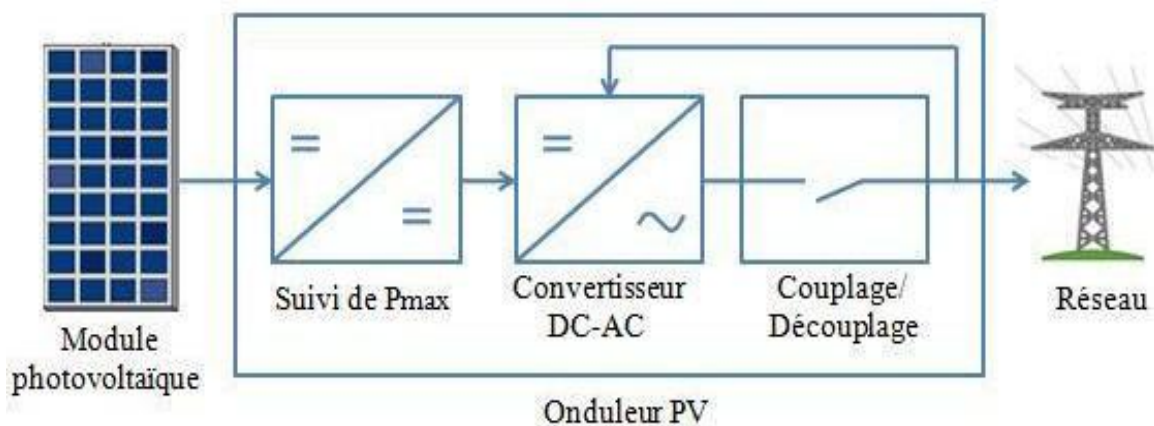 Module
photovoltaïque
Suivi de Pmax
Convertisseur
DC-AC
Couplage/
Découplage
Réseau
Onduleur PV